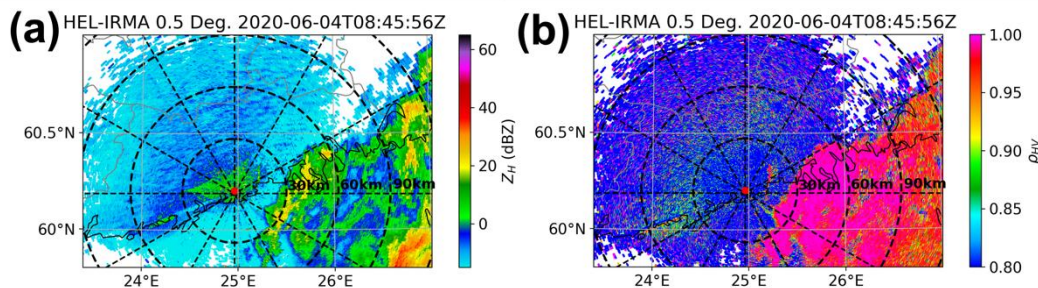 (a)
HEL-IRMA 0.5 Deg. 2020-06-04T08:45:56Z
60.5°N
60°N
24°E
25°E
26°E
30km
60km
90km
60
40
20
0
Z_H (dBZ)
(b)
HEL-IRMA 0.5 Deg. 2020-06-04T08:45:56Z
60.5°N
60°N
24°E
25°E
26°E
30km
60km
90km
1.00
0.95
0.90
0.85
0.80
ρ_HV